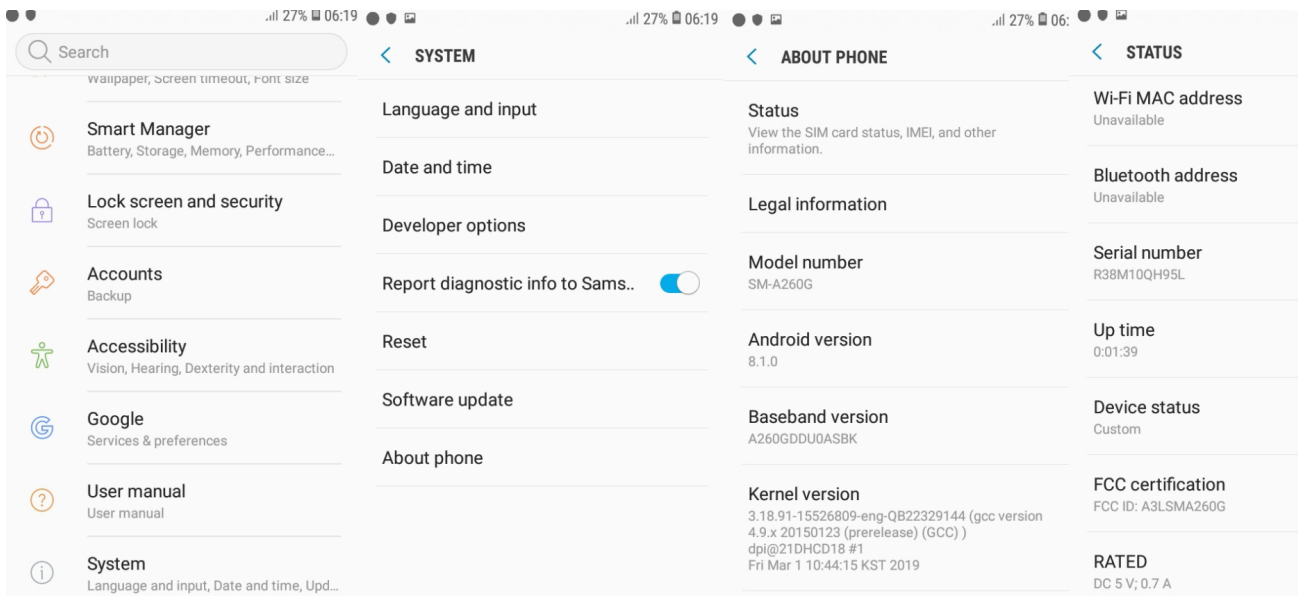 27% 06:19
Search
Wallpaper, Screen timeout, Font size
Smart Manager
Battery, Storage, Memory, Performance...
Lock screen and security
Screen lock
Accounts
Backup
Accessibility
Vision, Hearing, Dexterity and interaction
Google
Services & preferences
User manual
User manual
System
Language and input, Date and time, Upd...
27% 06:19
SYSTEM
Language and input
Date and time
Developer options
Report diagnostic info to Sams..
Reset
Software update
About phone
27% 06:
ABOUT PHONE
Status
View the SIM card status, IMEI, and other
information.
Legal information
Model number
SM-A260G
Android version
8.1.0
Baseband version
A260GDDU0ASBK
Kernel version
3.18.91-15526809-eng-QB22329144 (gcc version
4.9.x 20150123 (prerelease) (GCC) )
dpi@21DHCD18 #1
Fri Mar 1 10:44:15 KST 2019
STATUS
Wi-Fi MAC address
Unavailable
Bluetooth address
Unavailable
Serial number
R38M10QH95L
Up time
0:01:39
Device status
Custom
FCC certification
FCC ID: A3LSMA260G
RATED
DC 5 V; 0.7 A